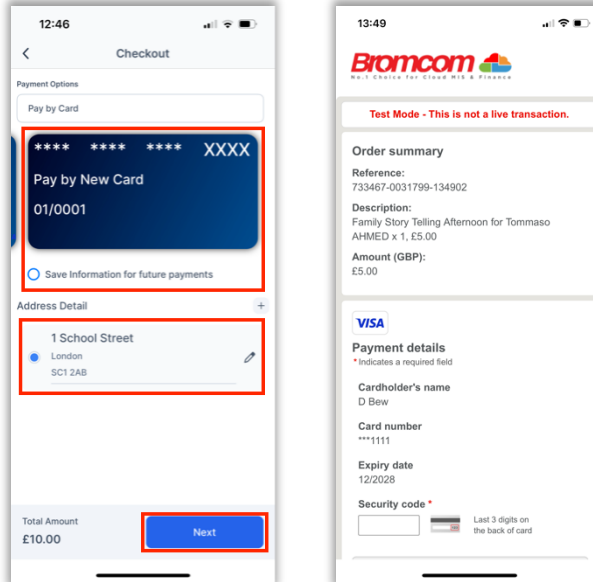 12:46
Checkout
Payment Options
Pay by Card
**** **** **** XXXX
Pay by New Card
01/0001
Save Information for future payments
Address Detail
+
1 School Street
London
SC1 2AB
Total Amount
£10.00
Next
13:49
Bromcom
No.1 Choice for Cloud MIS & Finance
Test Mode - This is not a live transaction.
Order summary
Reference:
733467-0031799-134902
Description:
Family Story Telling Afternoon for Tommaso
AHMED x 1, £5.00
Amount (GBP):
£5.00
VISA
Payment details
* Indicates a required field
Cardholder's name
D Bew
Card number
***1111
Expiry date
12/2028
Security code *
Last 3 digits on
the back of card